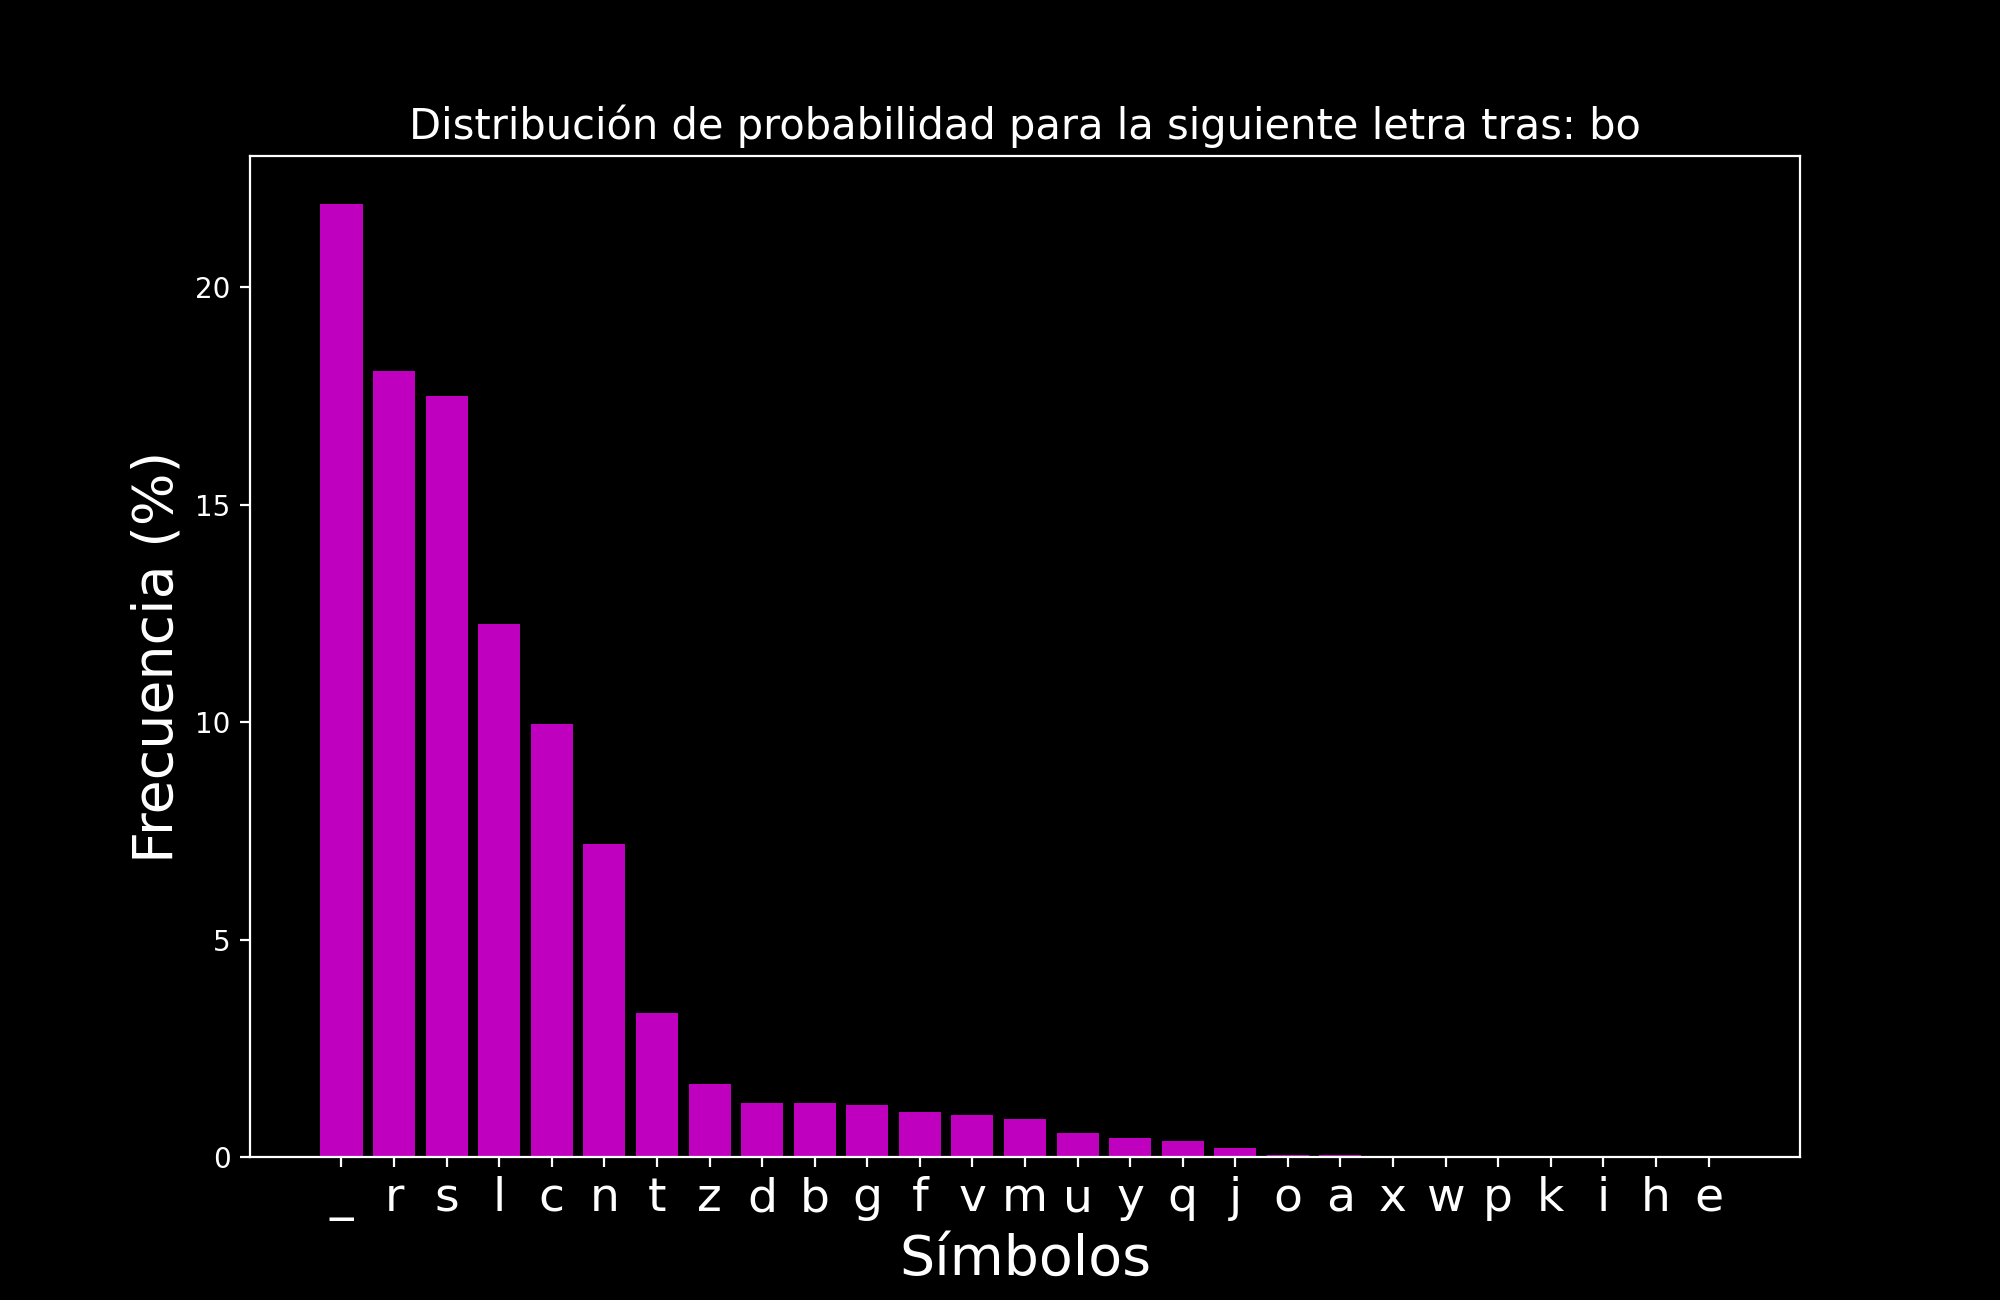 Distribución de probabilidad para la siguiente letra tras: bo
Frecuencia (%)
20
15
10
5
0
_ r s l c n t z d b g f v m u y q j o a x w p k i h e
Símbolos